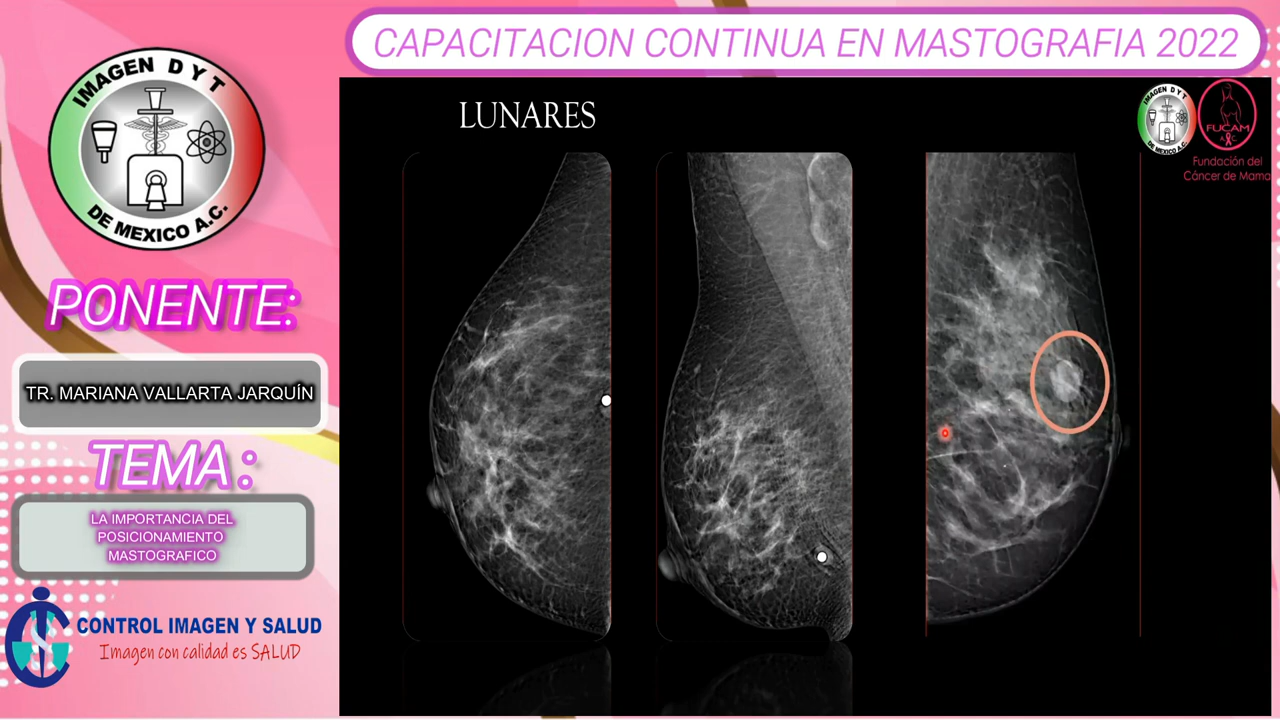 CAPACITACION CONTINUA EN MASTOGRAFIA 2022
IMAGEN D Y T
DE MEXICO A.C.
PONENTE:
TR. MARIANA VALLARTA JARQUÍN
TEMA:
LA IMPORTANCIA DEL
POSICIONAMIENTO
MASTOGRAFICO
CONTROL IMAGEN Y SALUD
Imagen con calidad es SALUD
LUNARES
IMAGEN D Y T
DE MEXICO A.C.
FUCAM
A C
Fundación del
Cáncer de Mama